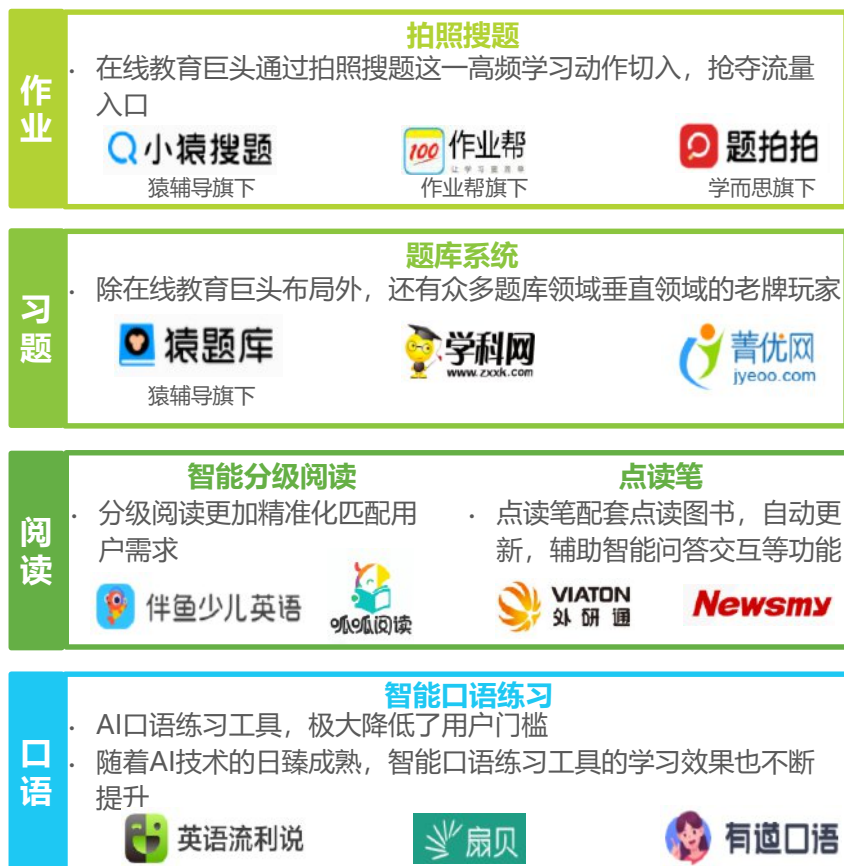 作业
拍照搜题
· 在线教育巨头通过拍照搜题这一高频学习动作切入，抢夺流量
入口
小猿搜题
100 作业帮
让学习更简单
题拍拍
猿辅导旗下
作业帮旗下
学而思旗下
习题
题库系统
· 除在线教育巨头布局外，还有众多题库领域垂直领域的老牌玩家
猿题库
学科网
www.zxxk.com
菁优网
jyeoo.com
猿辅导旗下
阅读
智能分级阅读
· 分级阅读更加精准化匹配用
户需求
伴鱼少儿英语
呱呱阅读
点读笔
· 点读笔配套点读图书，自动更
新，辅助智能问答交互等功能
VIATON
外研通
Newsmy
口语
智能口语练习
· AI口语练习工具，极大降低了用户门槛
· 随着AI技术的日臻成熟，智能口语练习工具的学习效果也不断
提升
英语流利说
扇贝
有道口语